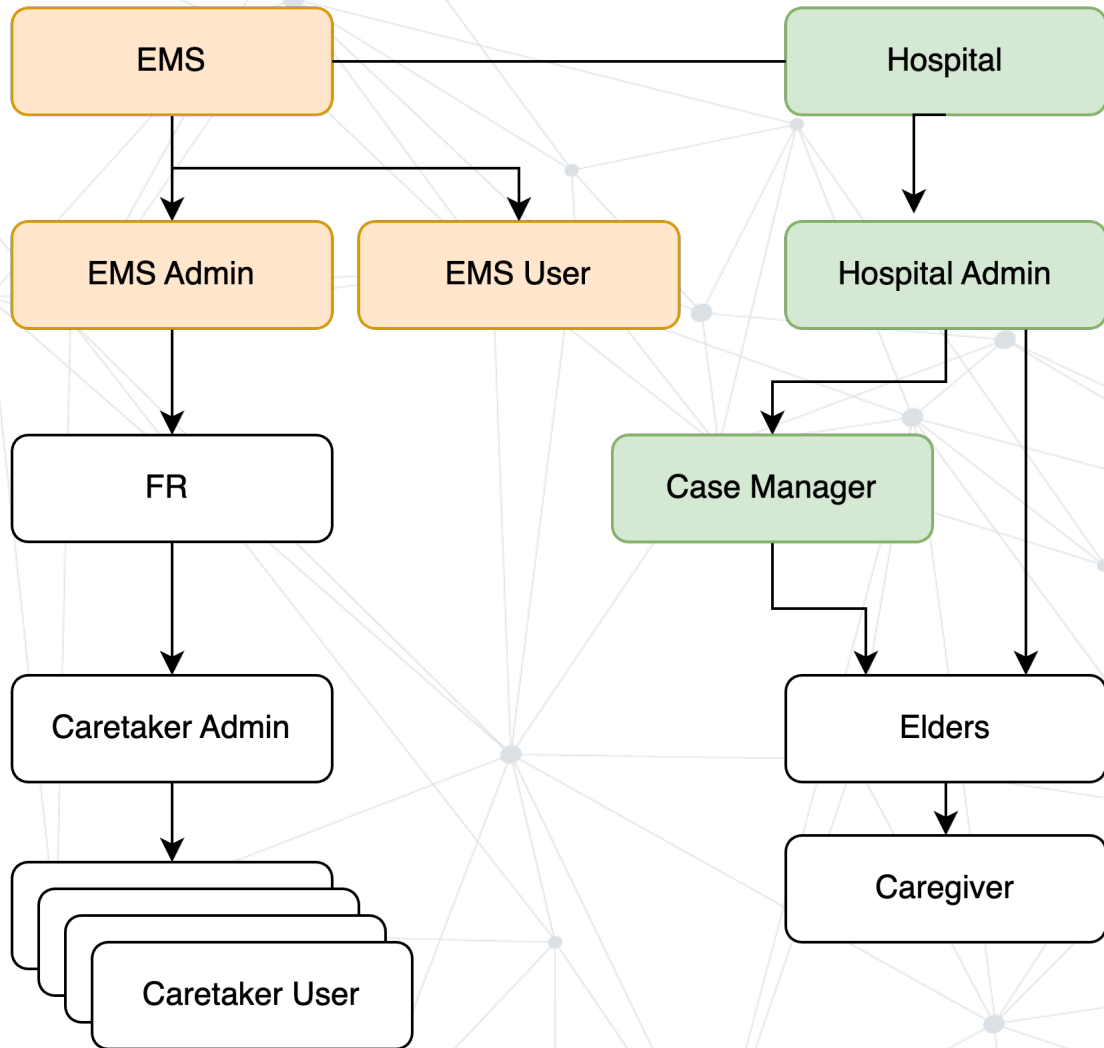 EMS
Hospital
EMS Admin
EMS User
Hospital Admin
FR
Case Manager
Caretaker Admin
Elders
Caregiver
Caretaker User